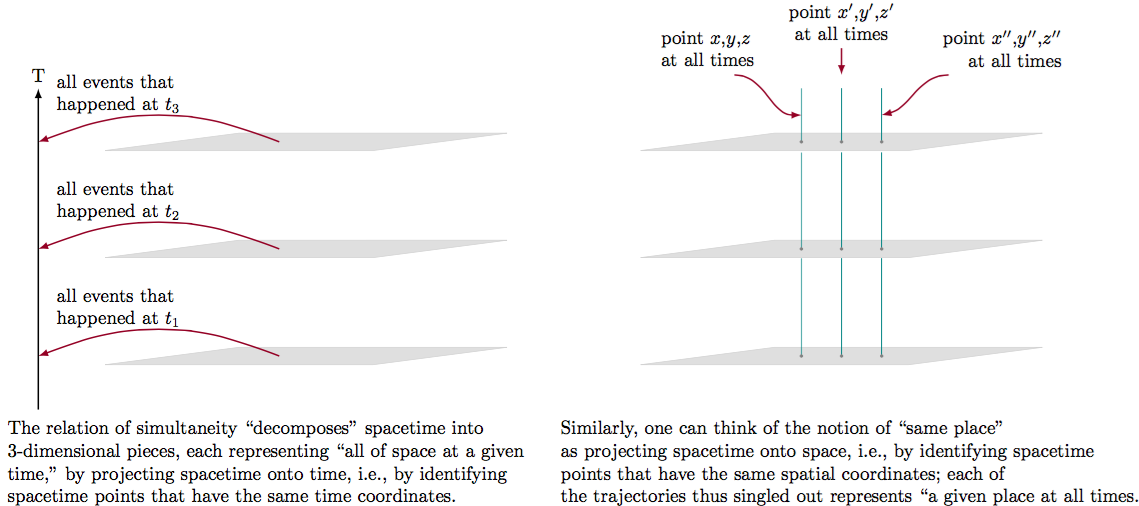 T
all events that
happened at t₃
all events that
happened at t₂
all events that
happened at t₁
The relation of simultaneity “decomposes” spacetime into
3-dimensional pieces, each representing “all of space at a given
time,” by projecting spacetime onto time, i.e., by identifying
spacetime points that have the same time coordinates.
point x,y,z
at all times
point x′,y′,z′
at all times
point x″,y″,z″
at all times
Similarly, one can think of the notion of “same place”
as projecting spacetime onto space, i.e., by identifying spacetime
points that have the same spatial coordinates; each of
the trajectories thus singled out represents “a given place at all times.